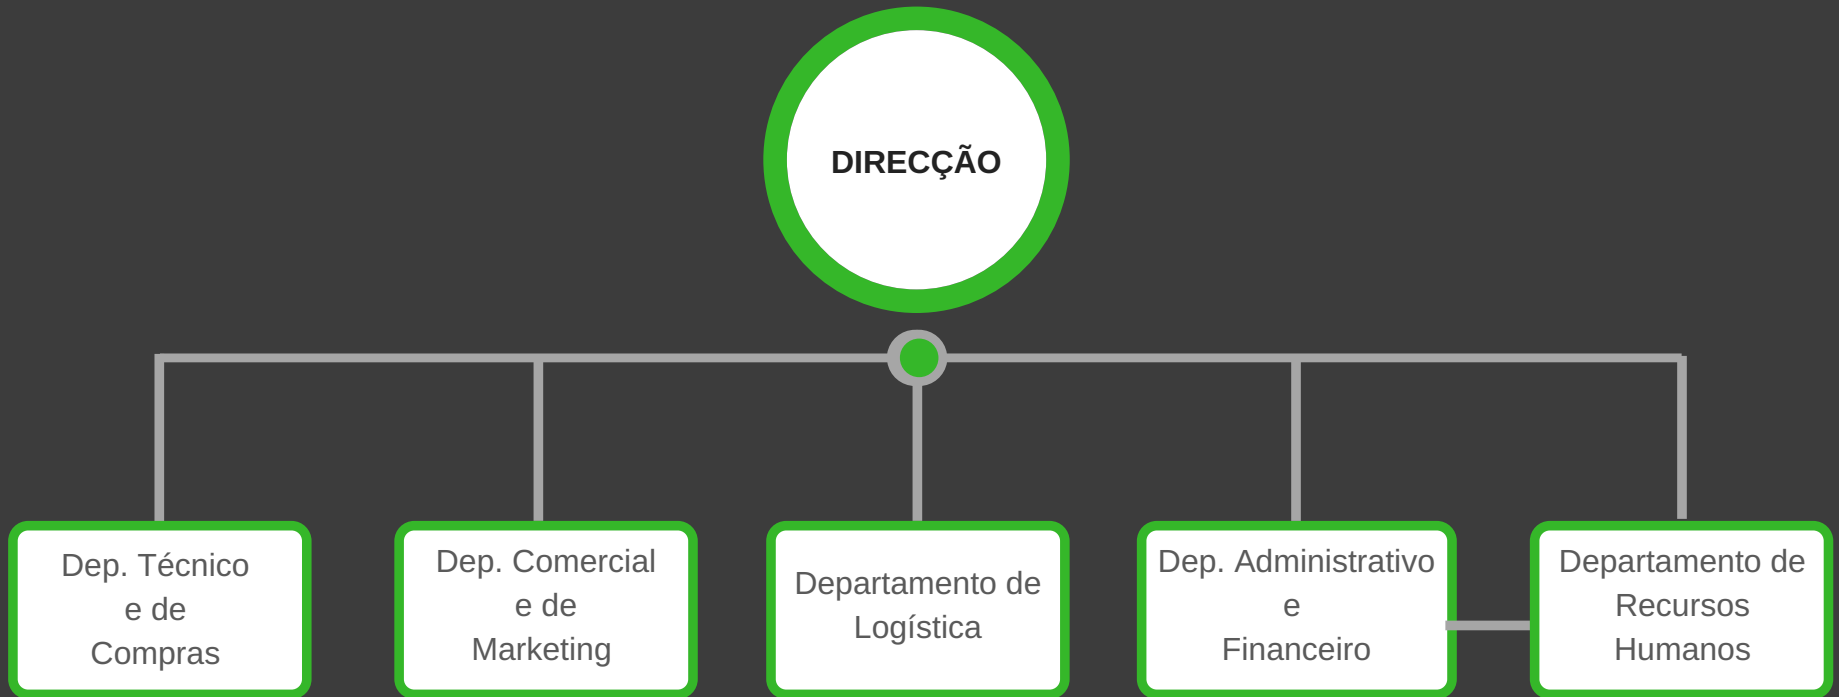 DIRECÇÃO
Dep. Técnico
e de
Compras
Dep. Comercial
e de
Marketing
Departamento de
Logística
Dep. Administrativo
e
Financeiro
Departamento de
Recursos
Humanos